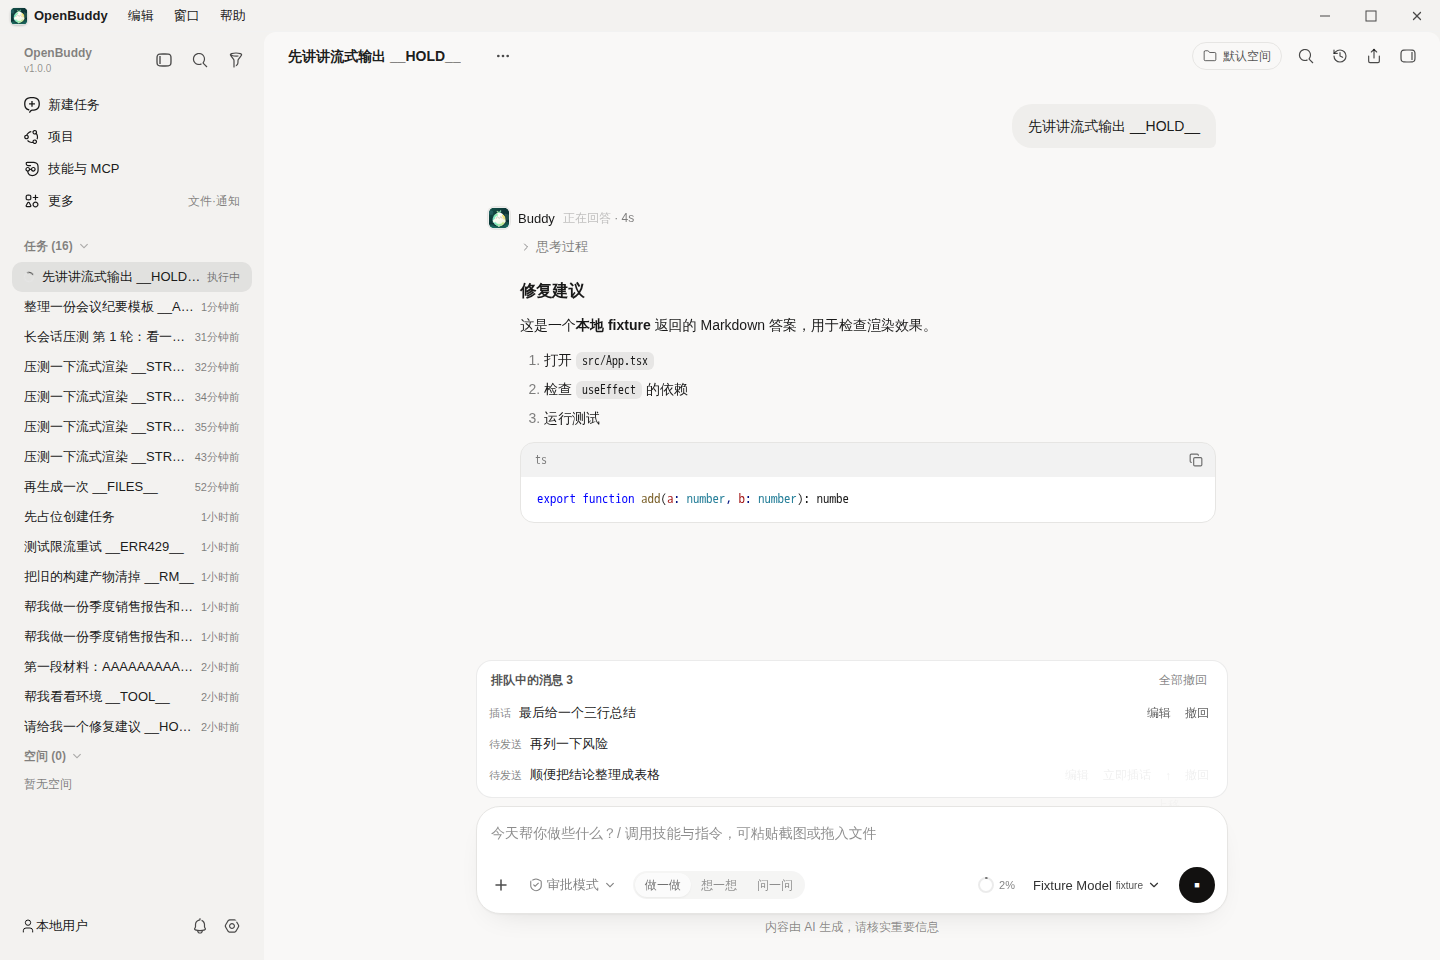 OpenBuddy 编辑 窗口 帮助
OpenBuddy
v1.0.0
新建任务
项目
技能与 MCP
更多 文件·通知
任务 (16)
先讲讲流式输出 __HOLD… 执行中
整理一份会议纪要模板 __A… 1分钟前
长会话压测 第 1 轮：看一… 31分钟前
压测一下流式渲染 __STR… 32分钟前
压测一下流式渲染 __STR… 34分钟前
压测一下流式渲染 __STR… 35分钟前
压测一下流式渲染 __STR… 43分钟前
再生成一次 __FILES__ 52分钟前
先占位创建任务 1小时前
测试限流重试 __ERR429__ 1小时前
把旧的构建产物清掉 __RM__ 1小时前
帮我做一份季度销售报告和… 1小时前
帮我做一份季度销售报告和… 1小时前
第一段材料：AAAAAAAAA… 2小时前
帮我看看环境 __TOOL__ 2小时前
请给我一个修复建议 __HO… 2小时前
空间 (0)
暂无空间
本地用户
先讲讲流式输出 __HOLD__ ··· 默认空间
先讲讲流式输出 __HOLD__
Buddy 正在回答 · 4s
思考过程
修复建议
这是一个本地 fixture 返回的 Markdown 答案，用于检查渲染效果。
1. 打开 src/App.tsx
2. 检查 useEffect 的依赖
3. 运行测试
ts
export function add(a: number, b: number): numbe
排队中的消息 3 全部撤回
插话 最后给一个三行总结 编辑 撤回
待发送 再列一下风险
待发送 顺便把结论整理成表格 编辑 立即插话 撤回
今天帮你做些什么？/ 调用技能与指令，可粘贴截图或拖入文件
审批模式 做一做 想一想 问一问 2% Fixture Model fixture
内容由 AI 生成，请核实重要信息